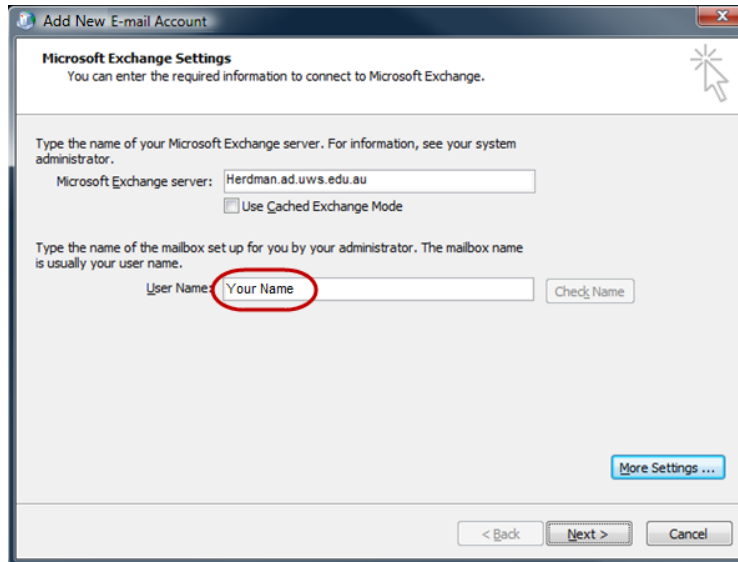 Add New E-mail Account
Microsoft Exchange Settings
You can enter the required information to connect to Microsoft Exchange.
Type the name of your Microsoft Exchange server. For information, see your system
administrator.
Microsoft Exchange server: Herdman.ad.uws.edu.au
Use Cached Exchange Mode
Type the name of the mailbox set up for you by your administrator. The mailbox name
is usually your user name.
User Name: Your Name Check Name
More Settings ...
< Back Next > Cancel